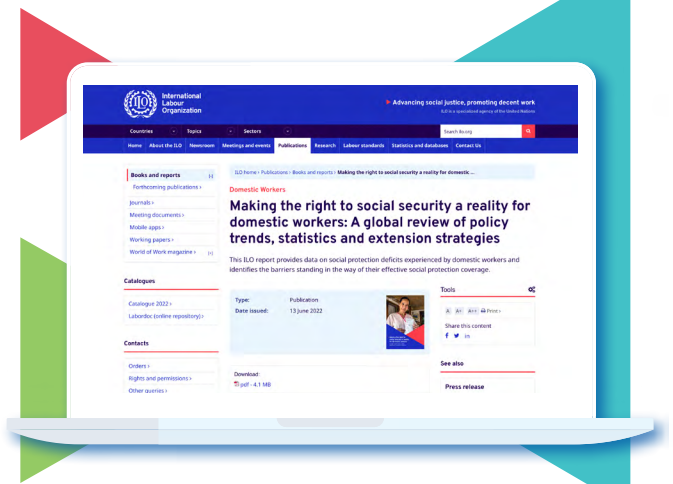 International
Labour
Organization
Advancing social justice, promoting decent work
ILO is a specialized agency of the United Nations
Countries Topics Sectors
Search ilo.org
Home About the ILO Newsroom Meetings and events Publications Research Labour standards Statistics and databases Contact Us
Books and reports [-]
Forthcoming publications >
Journals >
Meeting documents >
Mobile apps >
Working papers >
World of Work magazine > [+]
Catalogues
Catalogue 2022 >
Labordoc (online repository) >
Contacts
Orders >
Rights and permissions >
Other queries >
ILO home > Publications > Books and reports > Making the right to social security a reality for domestic ...
Domestic Workers
Making the right to social security a reality for
domestic workers: A global review of policy
trends, statistics and extension strategies
This ILO report provides data on social protection deficits experienced by domestic workers and
identifies the barriers standing in the way of their effective social protection coverage.
Type: Publication
Date issued: 13 June 2022
Download:
pdf - 4.1 MB
Tools
A A+ A++ Print >
Share this content
f in
See also
Press release